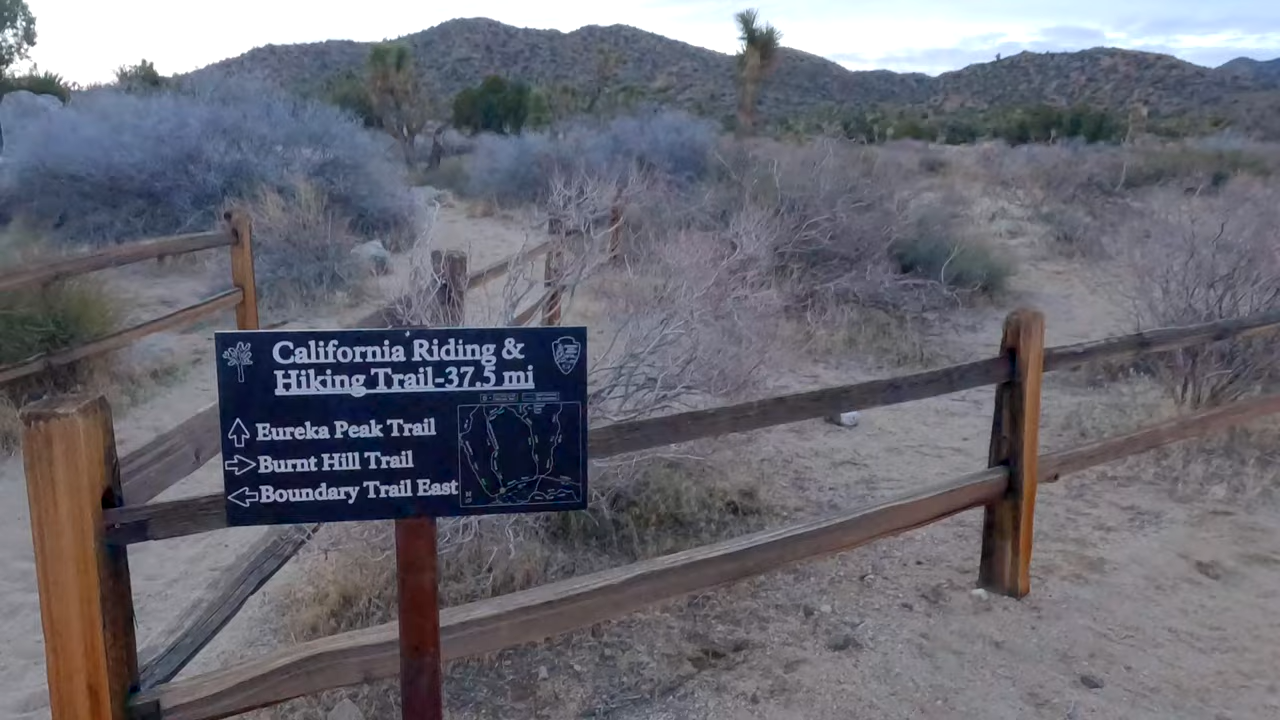 California Riding &
Hiking Trail-37.5 mi
Eureka Peak Trail
Burnt Hill Trail
Boundary Trail East